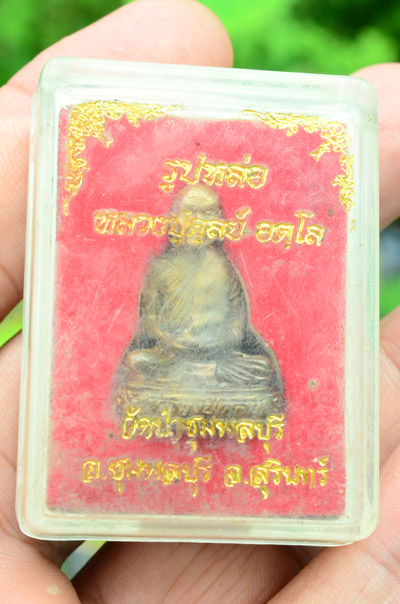 รูปหล่อ
หลวงปู่ดูลย์ อตุโล
วัดป่าชุมพลบุรี
อ.ชุมพลบุรี จ.สุรินทร์